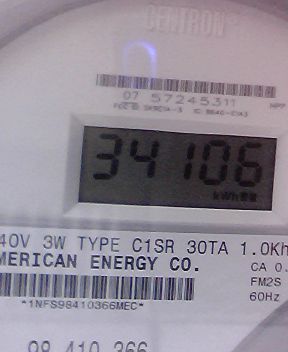 CENTRON®
07 57245311
34106
kWh
40V 3W TYPE C1SR 30TA 1.0Kh
MERICAN ENERGY CO.
CA 0.
FM2S
60Hz
*1NFS98410366MEC*
98 410 366